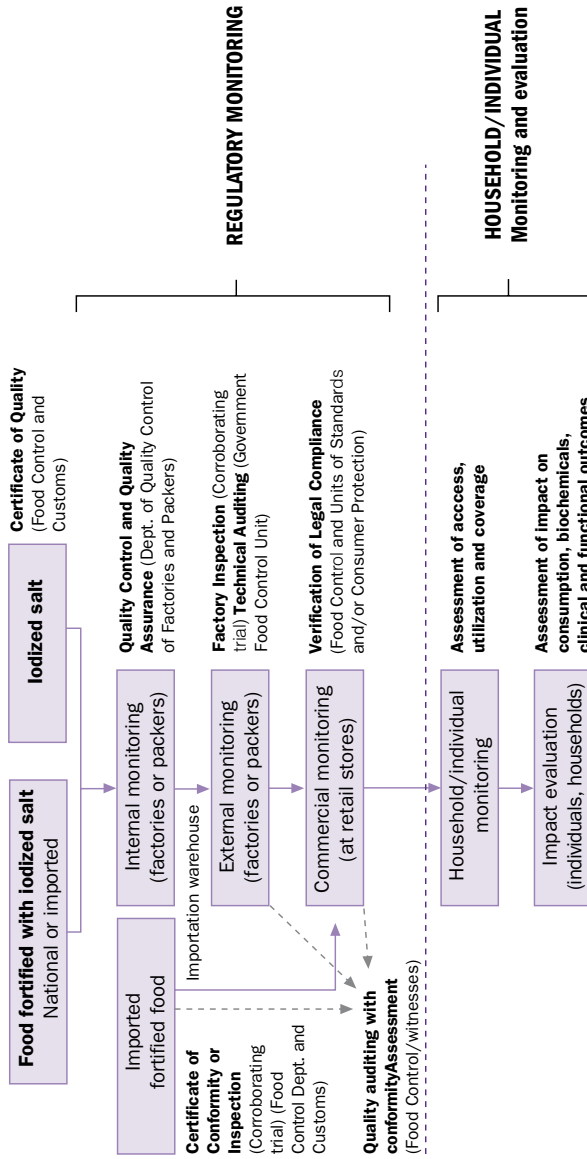 Food fortified with iodized salt
National or imported
Iodized salt
Certificate of Quality
(Food Control and
Customs)
Imported
fortified food
Importation warehouse
Internal monitoring
(factories or packers)
Quality Control and Quality
Assurance (Dept. of Quality Control
of Factories and Packers)
Certificate of
Conformity or
Inspection
(Corroborating
trial) (Food
Control Dept. and
Customs)
External monitoring
(factories or packers)
Factory Inspection (Corroborating
trial) Technical Auditing (Government
Food Control Unit)
Commercial monitoring
(at retail stores)
Verification of Legal Compliance
(Food Control and Units of Standards
and/or Consumer Protection)
Quality auditing with
conformityAssessment
(Food Control/witnesses)
REGULATORY MONITORING
Household/individual
monitoring
Assessment of acccess,
utilization and coverage
Impact evaluation
(individuals, households)
Assessment of impact on
consumption, biochemicals,
clinical and functional outcomes
HOUSEHOLD/INDIVIDUAL
Monitoring and evaluation